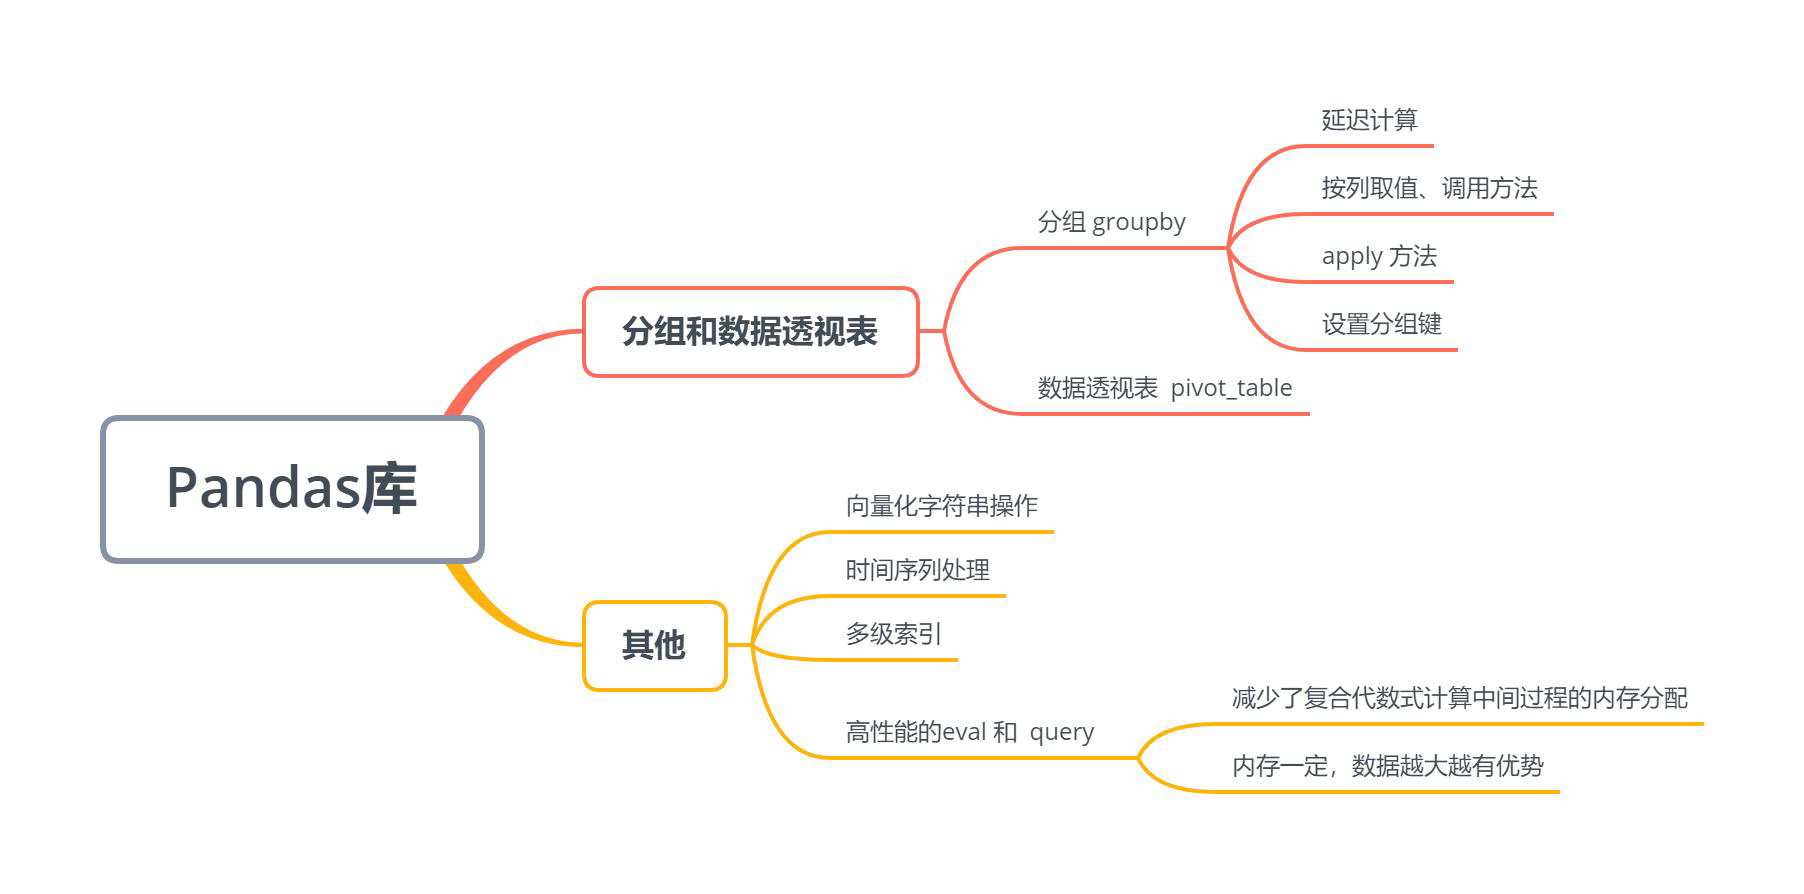 Pandas库
分组和数据透视表
分组 groupby
延迟计算
按列取值、调用方法
apply 方法
设置分组键
数据透视表  pivot_table
其他
向量化字符串操作
时间序列处理
多级索引
高性能的eval 和  query
减少了复合代数式计算中间过程的内存分配
内存一定，数据越大越有优势